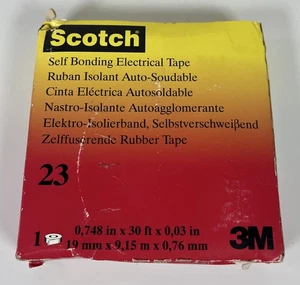 Scotch
Self Bonding Electrical Tape
Ruban Isolant Auto-Soudable
Cinta Eléctrica Autosoldable
Nastro-Isolante Autoagglomerante
Elektro-Isolierband, Selbstverschweißend
Zelffuserende Rubber Tape
23
1
0,748 in x 30 ft x 0,03 in
19 mm x 9,15 m x 0,76 mm
3M